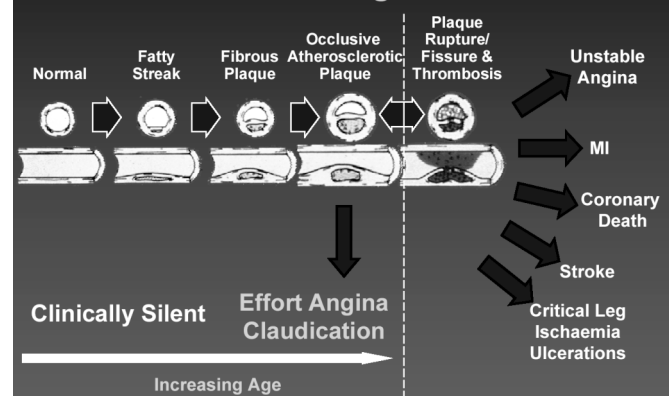 Normal
Fatty
Streak
Fibrous
Plaque
Occlusive
Atherosclerotic
Plaque
Plaque
Rupture/
Fissure &
Thrombosis
Unstable
Angina
MI
Coronary
Death
Stroke
Critical Leg
Ischaemia
Ulcerations
Clinically Silent
Effort Angina
Claudication
Increasing Age